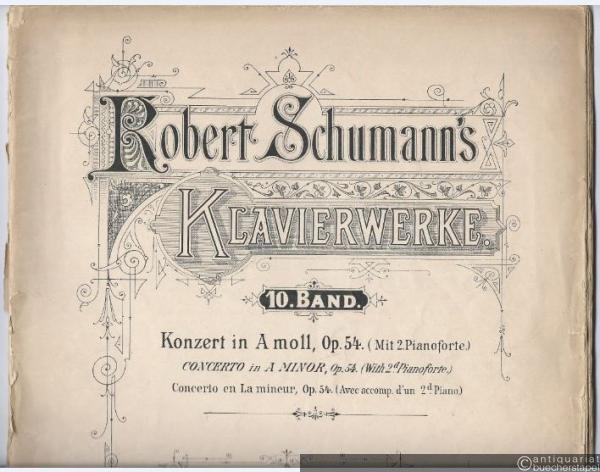 Robert Schumann's
KLAVIERWERKE.
10. BAND.
Konzert in A moll, Op. 54. (Mit 2. Pianoforte.)
CONCERTO in A MINOR, Op. 54. (With 2d Pianoforte.)
Concerto en La mineur, Op. 54. (Avec accomp. d'un 2d Piano.)
© antiquariat
buecherstapel